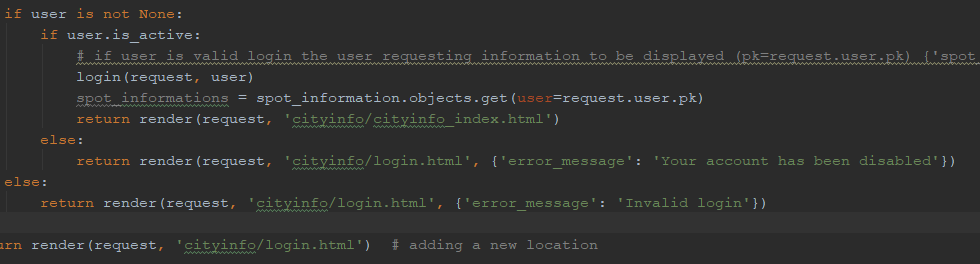 if user is not None:
if user.is_active:
# if user is valid login the user requesting information to be displayed (pk=request.user.pk) {'spot_
login(request, user)
spot_informations = spot_information.objects.get(user=request.user.pk)
return render(request, 'cityinfo/cityinfo_index.html')
else:
return render(request, 'cityinfo/login.html', {'error_message': 'Your account has been disabled'})
else:
return render(request, 'cityinfo/login.html', {'error_message': 'Invalid login'})
urn render(request, 'cityinfo/login.html')  # adding a new location